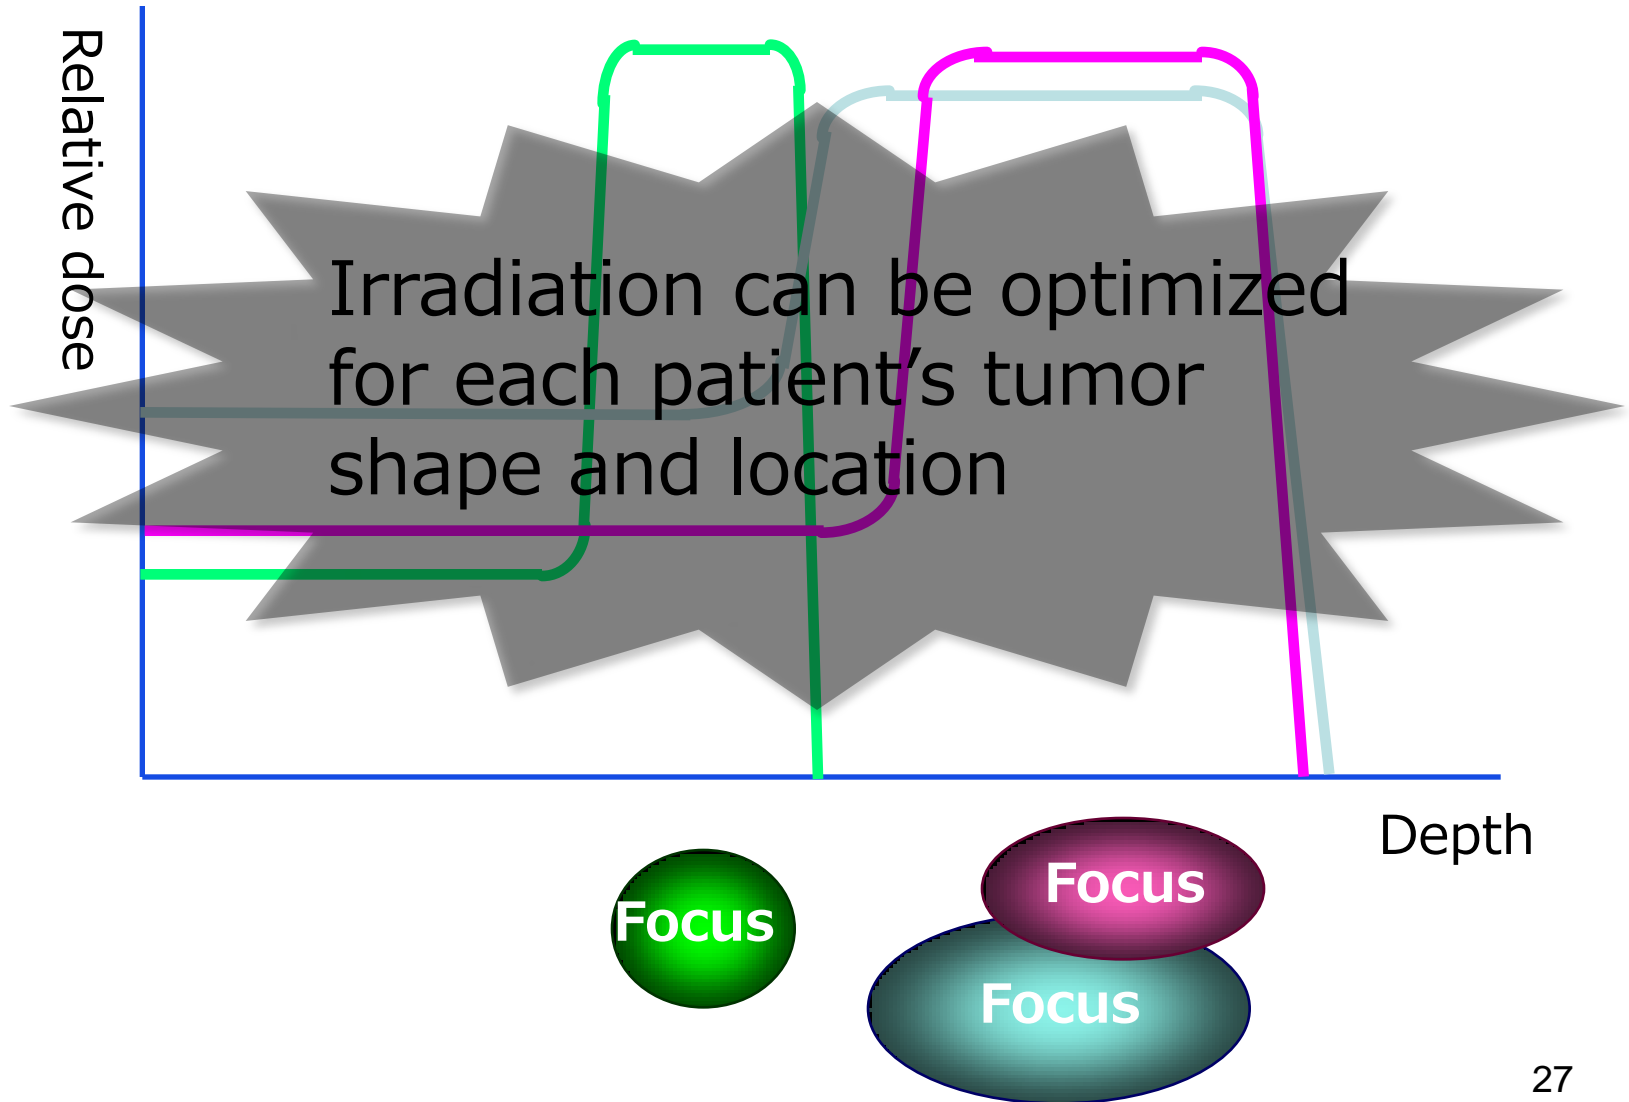 Relative dose
Irradiation can be optimized
for each patient’s tumor
shape and location
Depth
Focus
Focus
Focus
27